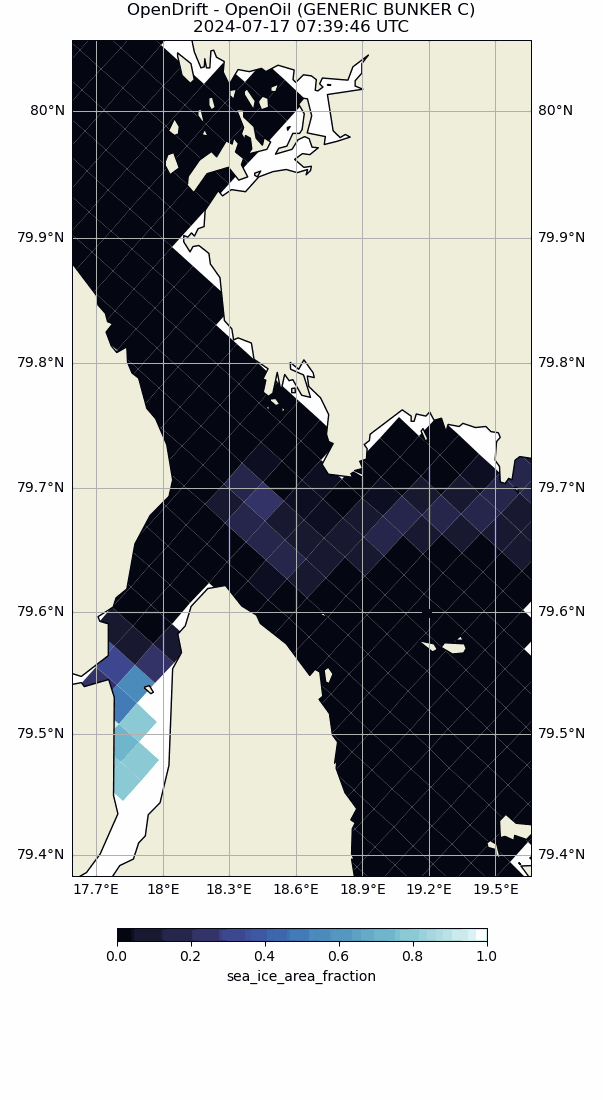 OpenDrift - OpenOil (GENERIC BUNKER C)
2024-07-17 07:39:46 UTC
80°N 80°N
79.9°N 79.9°N
79.8°N 79.8°N
79.7°N 79.7°N
79.6°N 79.6°N
79.5°N 79.5°N
79.4°N 79.4°N
17.7°E 18°E 18.3°E 18.6°E 18.9°E 19.2°E 19.5°E
0.0 0.2 0.4 0.6 0.8 1.0
sea_ice_area_fraction